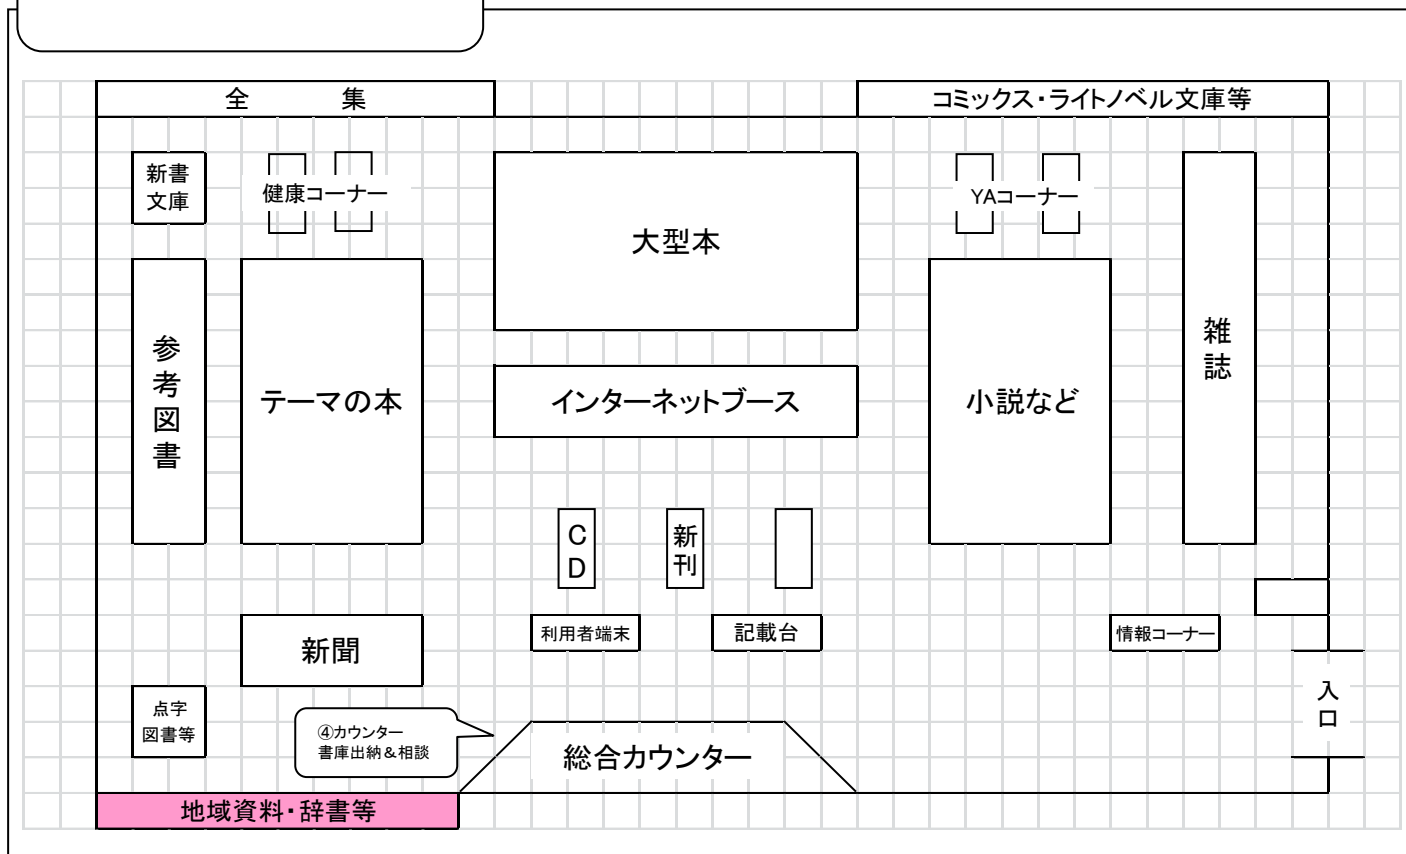 全 集
コミックス・ライトノベル文庫等
新書
文庫
健康コーナー
大型本
YAコーナー
雑誌
参考図書
テーマの本
インターネットブース
小説など
CD
新刊
利用者端末
記載台
情報コーナー
新聞
入口
点字
図書等
④カウンター
書庫出納&相談
総合カウンター
地域資料・辞書等